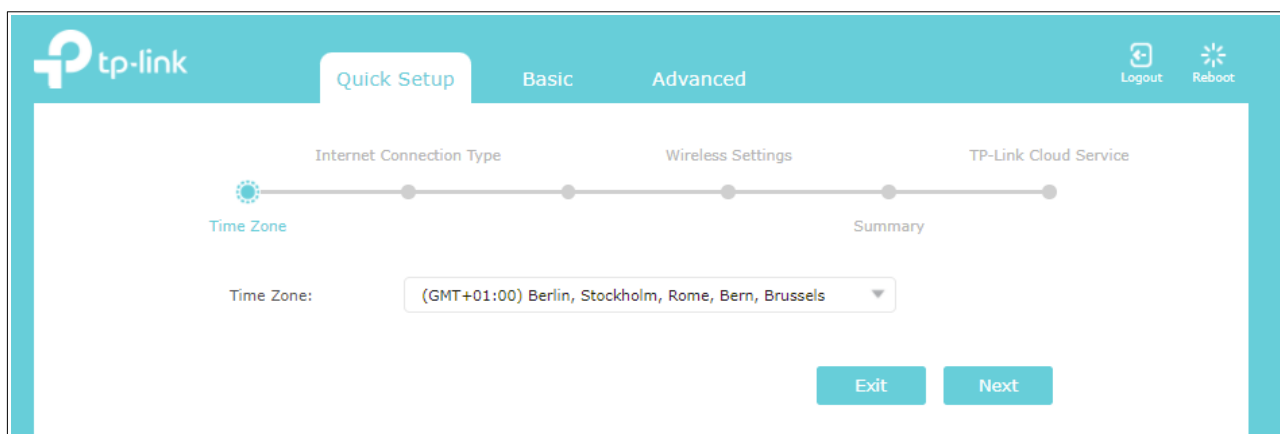 tp-link
Quick Setup Basic Advanced
Logout Reboot
Internet Connection Type Wireless Settings TP-Link Cloud Service
Time Zone Summary
Time Zone: (GMT+01:00) Berlin, Stockholm, Rome, Bern, Brussels
Exit Next